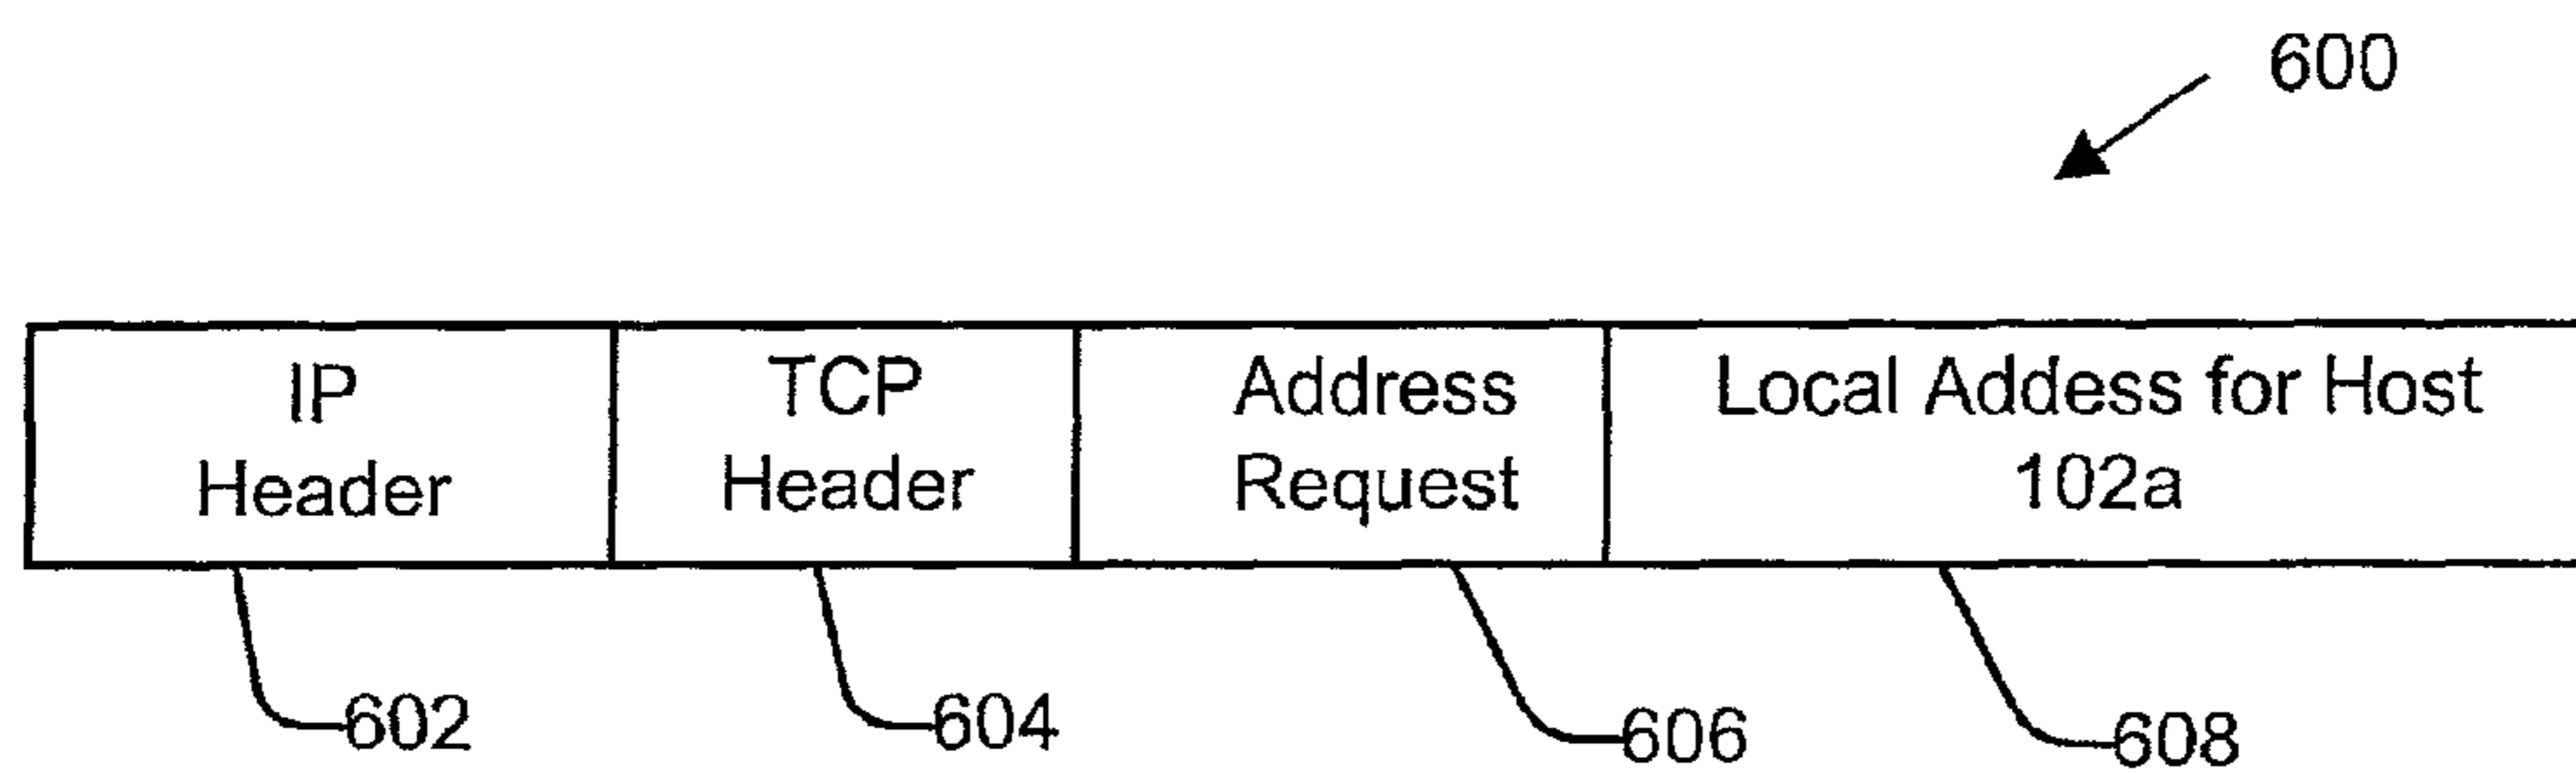 600
IP
Header
TCP
Header
Address
Request
Local Addess for Host
102a
602
604
606
608